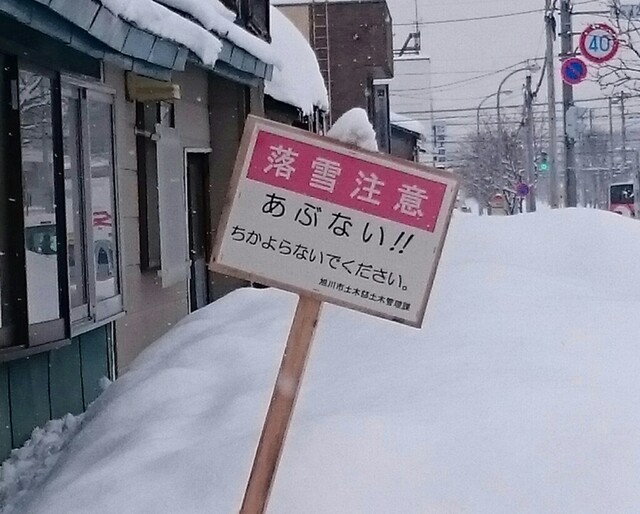 落雪注意
あぶない!!
ちかよらないでください。
旭川市土木部土木管理課
40